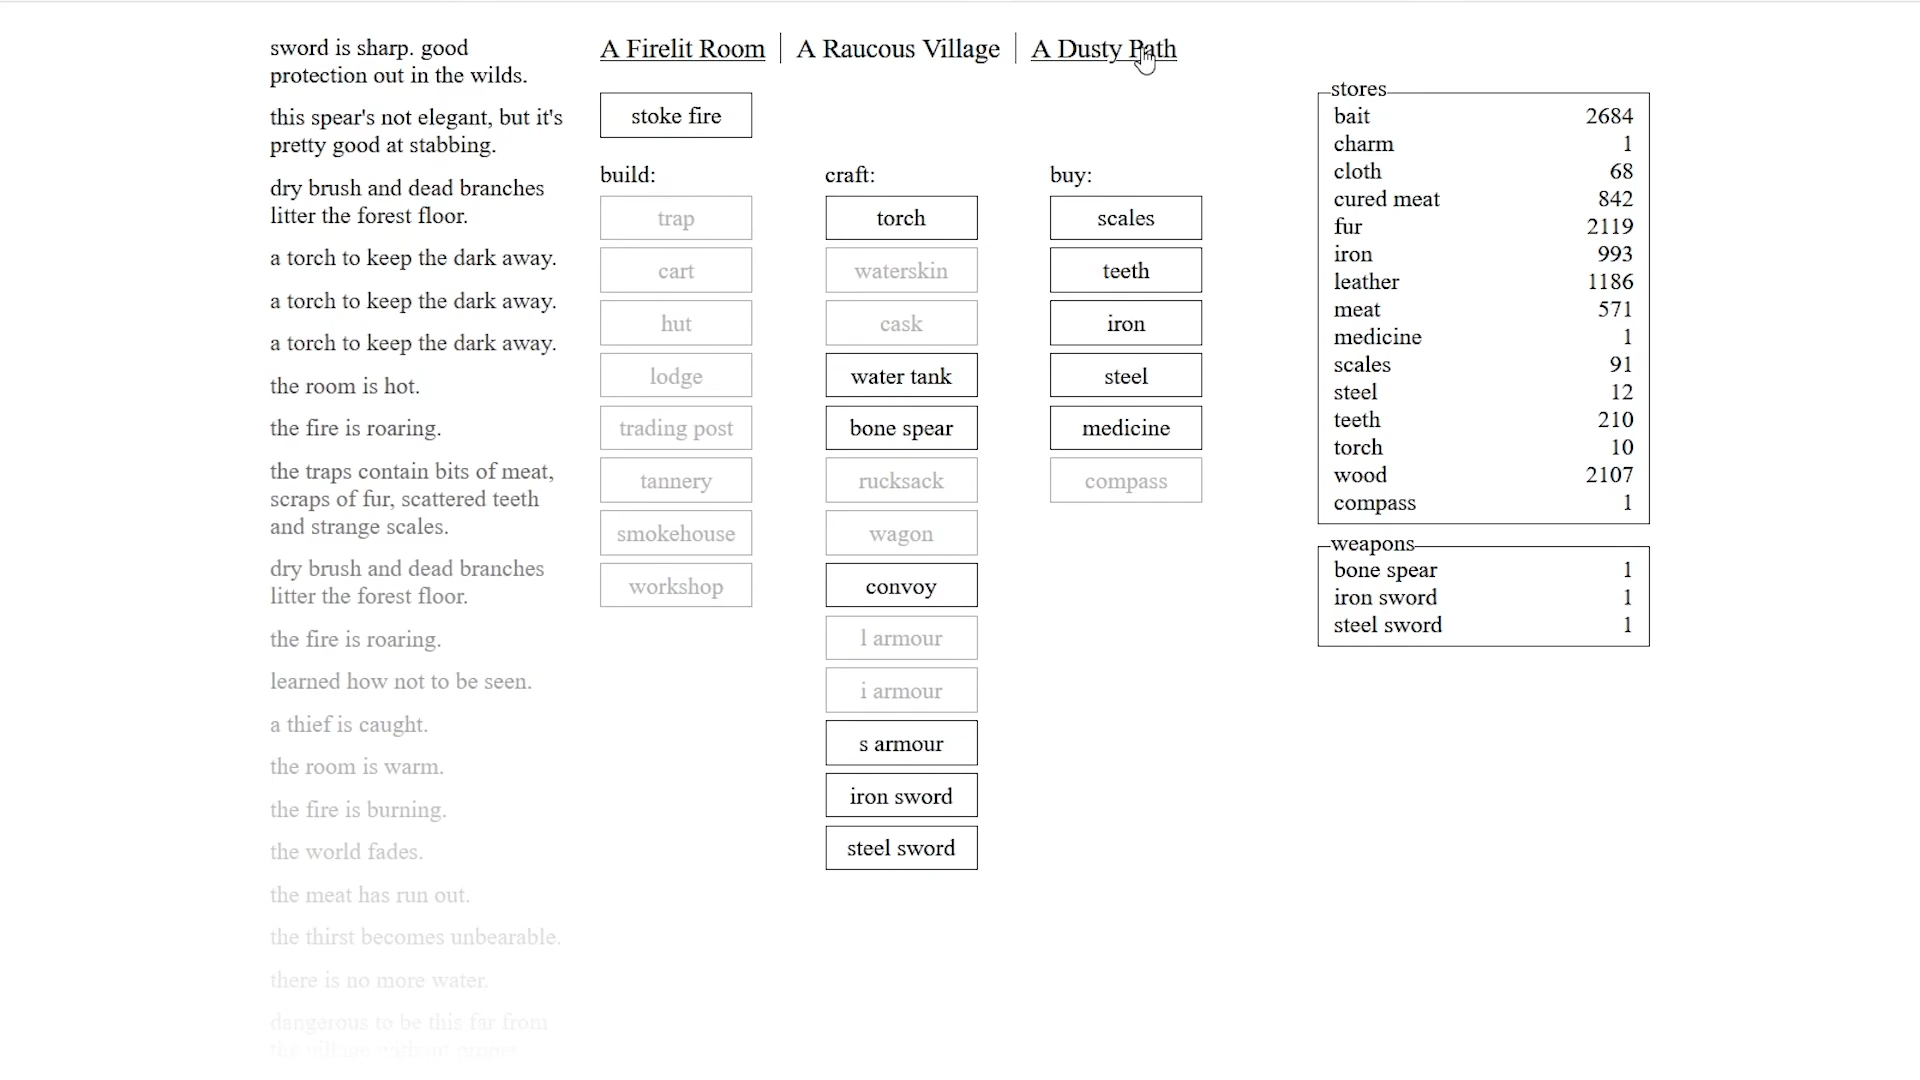 sword is sharp. good
protection out in the wilds.
this spear's not elegant, but it's
pretty good at stabbing.
dry brush and dead branches
litter the forest floor.
a torch to keep the dark away.
a torch to keep the dark away.
a torch to keep the dark away.
the room is hot.
the fire is roaring.
the traps contain bits of meat,
scraps of fur, scattered teeth
and strange scales.
dry brush and dead branches
litter the forest floor.
the fire is roaring.
learned how not to be seen.
a thief is caught.
the room is warm.
the fire is burning.
the world fades.
the meat has run out.
the thirst becomes unbearable.
there is no more water.
dangerous to be this far from
the village without proper
A Firelit Room | A Raucous Village | A Dusty Path
stoke fire
build:
trap
cart
hut
lodge
trading post
tannery
smokehouse
workshop
craft:
torch
waterskin
cask
water tank
bone spear
rucksack
wagon
convoy
l armour
i armour
s armour
iron sword
steel sword
buy:
scales
teeth
iron
steel
medicine
compass
stores
bait 2684
charm 1
cloth 68
cured meat 842
fur 2119
iron 993
leather 1186
meat 571
medicine 1
scales 91
steel 12
teeth 210
torch 10
wood 2107
compass 1
weapons
bone spear 1
iron sword 1
steel sword 1